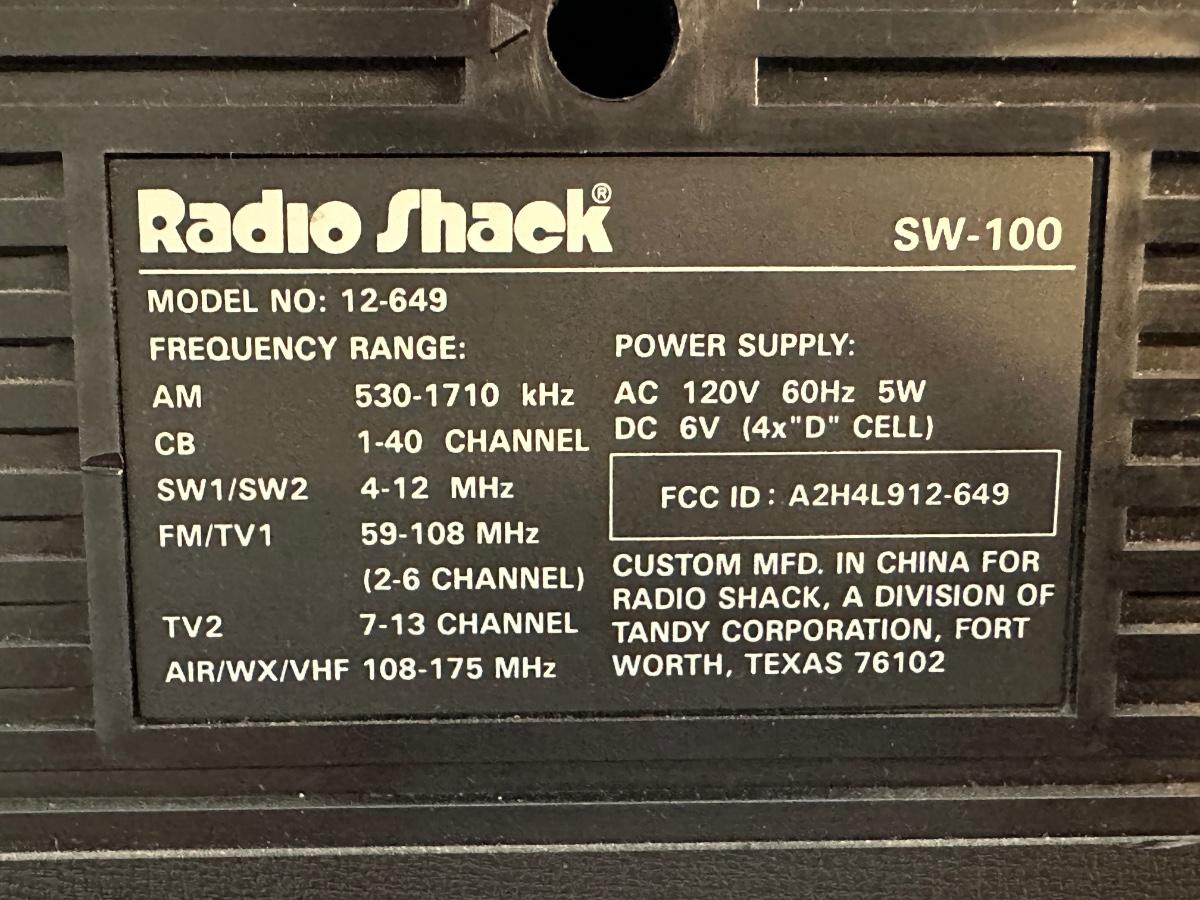 Radio Shack®
SW-100
MODEL NO: 12-649
FREQUENCY RANGE:
AM 530-1710 kHz
CB 1-40 CHANNEL
SW1/SW2 4-12 MHz
FM/TV1 59-108 MHz
(2-6 CHANNEL)
TV2 7-13 CHANNEL
AIR/WX/VHF 108-175 MHz
POWER SUPPLY:
AC 120V 60Hz 5W
DC 6V (4x"D" CELL)
FCC ID: A2H4L912-649
CUSTOM MFD. IN CHINA FOR
RADIO SHACK, A DIVISION OF
TANDY CORPORATION, FORT
WORTH, TEXAS 76102